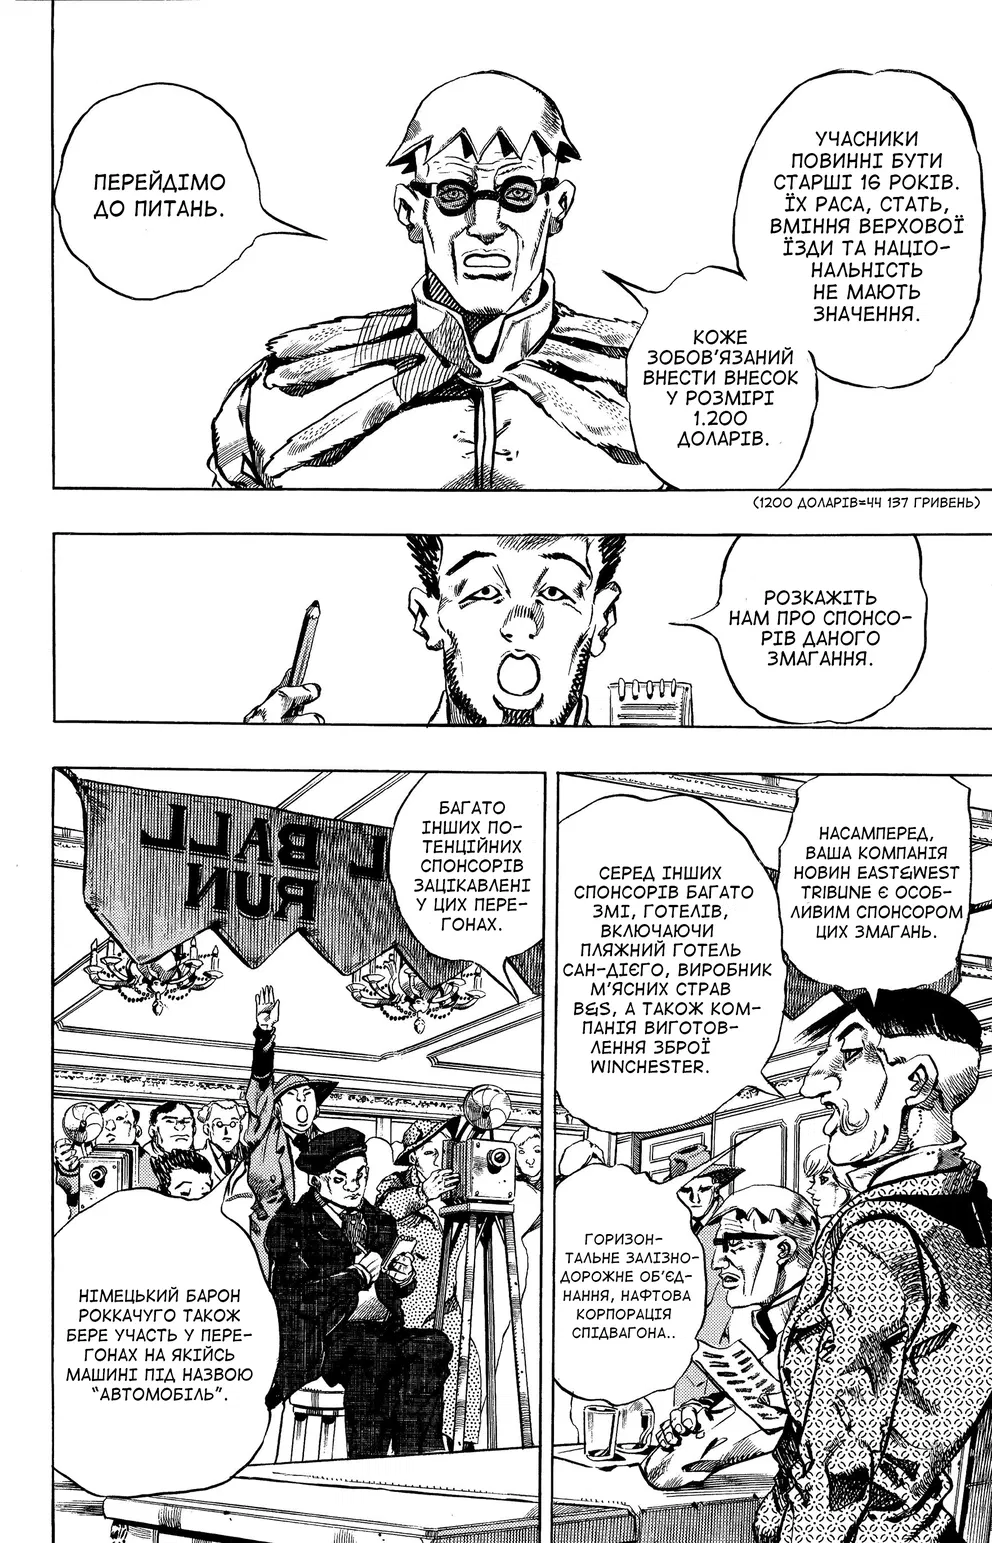 УЧАСНИКИ
ПОВИННІ БУТИ
СТАРШІ 16 РОКІВ.
ЇХ РАСА, СТАТЬ,
ВМІННЯ ВЕРХОВОЇ
ЇЗДИ ТА НАЦІО-
НАЛЬНІСТЬ
НЕ МАЮТЬ
ЗНАЧЕННЯ.
КОЖЕ
ЗОБОВ'ЯЗАНИЙ
ВНЕСТИ ВНЕСОК
У РОЗМІРІ
1.200
ДОЛАРІВ.
ПЕРЕЙДІМО
ДО ПИТАНЬ.
(1200 ДОЛАРІВ=44 137 ГРИВЕНЬ)
РОЗКАЖІТЬ
НАМ ПРО СПОНСО-
РІВ ДАНОГО
ЗМАГАННЯ.
НАСАМПЕРЕД,
ВАША КОМПАНІЯ
НОВИН EAST&WEST
TRIBUNE Є ОСОБ-
ЛИВИМ СПОНСОРОМ
ЦИХ ЗМАГАНЬ.
СЕРЕД ІНШИХ
СПОНСОРІВ БАГАТО
ЗМІ, ГОТЕЛІВ,
ВКЛЮЧАЮЧИ
ПЛЯЖНИЙ ГОТЕЛЬ
САН-ДІЄГО, ВИРОБНИК
М'ЯСНИХ СТРАВ
B&S, А ТАКОЖ КОМ-
ПАНІЯ ВИГОТОВ-
ЛЕННЯ ЗБРОЇ
WINCHESTER.
ГОРИЗОН-
ТАЛЬНЕ ЗАЛІЗНО-
ДОРОЖНЕ ОБ'ЄД-
НАННЯ, НАФТОВА
КОРПОРАЦІЯ
СПІДВАГОНА..
БАГАТО
ІНШИХ ПО-
ТЕНЦІЙНИХ
СПОНСОРІВ
ЗАЦІКАВЛЕНІ
У ЦИХ ПЕРЕ-
ГОНАХ.
L BALL
RUN
НІМЕЦЬКИЙ БАРОН
РОККАЧУГО ТАКОЖ
БЕРЕ УЧАСТЬ У ПЕРЕ-
ГОНАХ НА ЯКІЙСЬ
МАШИНІ ПІД НАЗВОЮ
"АВТОМОБІЛЬ".